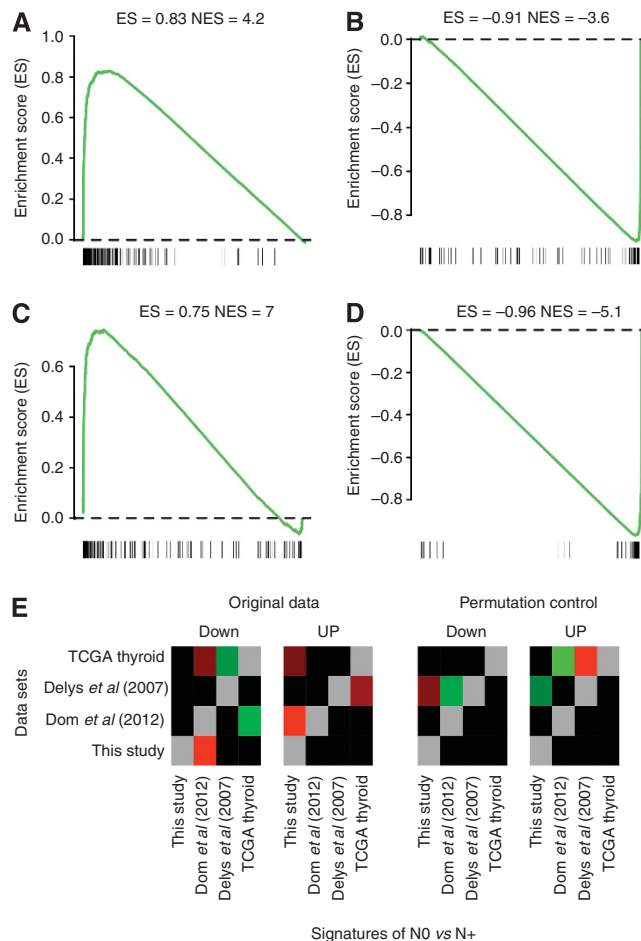 A
ES = 0.83 NES = 4.2
Enrichment score (ES)
1.0
0.8
0.6
0.4
0.2
0.0
B
ES = –0.91 NES = –3.6
Enrichment score (ES)
0.0
–0.2
–0.4
–0.6
–0.8
C
ES = 0.75 NES = 7
Enrichment score (ES)
0.6
0.4
0.2
0.0
D
ES = –0.96 NES = –5.1
Enrichment score (ES)
0.0
–0.2
–0.4
–0.6
–0.8
E
Original data
Permutation control
Down
UP
Down
UP
Data sets
TCGA thyroid
Delys et al (2007)
Dom et al (2012)
This study
This study
Dom et al (2012)
Delys et al (2007)
TCGA thyroid
This study
Dom et al (2012)
Delys et al (2007)
TCGA thyroid
This study
Dom et al (2012)
Delys et al (2007)
TCGA thyroid
This study
Dom et al (2012)
Delys et al (2007)
TCGA thyroid
Signatures of N0 vs N+